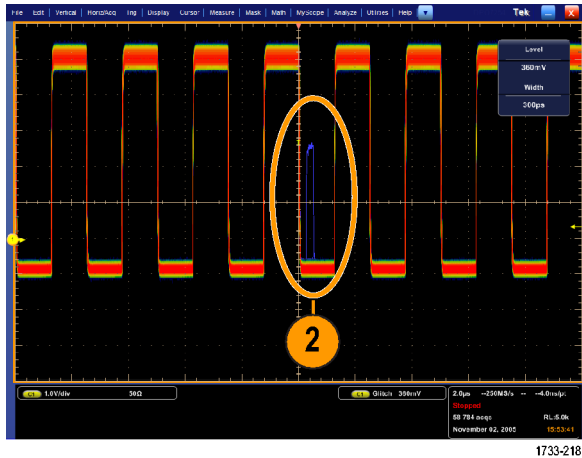 File Edit Vertical Horiz/Acq Trig Display Cursor Measure Mask Math MyScope Analyze Utilities Help Tek
Level
360mV
Width
300ps
2
C1 1.0V/div 50Ω
C1 Glitch 360mV
2.0µs 250MS/s 4.0ns/pt
Stopped
58 784 acqs RL:5.0k
November 02, 2005 15:53:41
1733-218